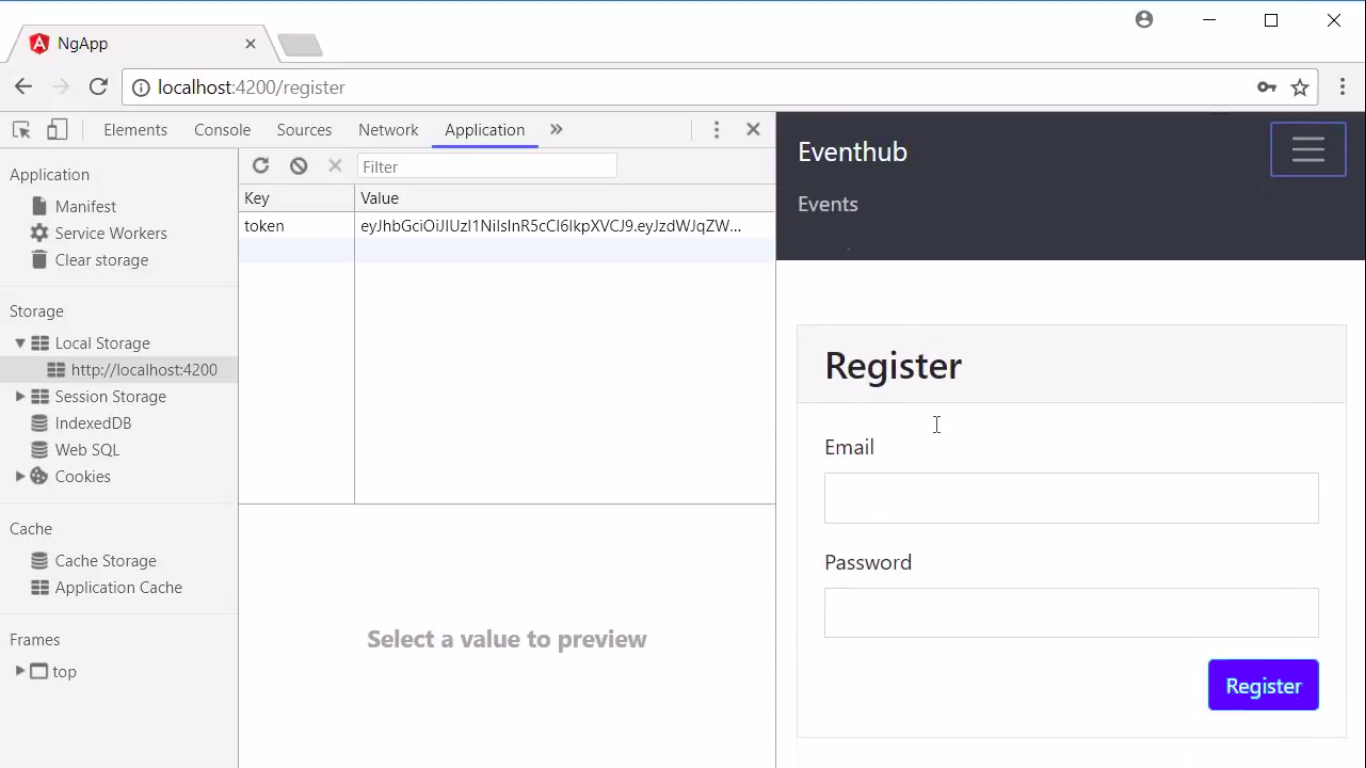 NgApp
localhost:4200/register
Elements Console Sources Network Application »
Application
Manifest
Service Workers
Clear storage
Storage
Local Storage
http://localhost:4200
Session Storage
IndexedDB
Web SQL
Cookies
Cache
Cache Storage
Application Cache
Frames
top
Filter
Key Value
token eyJhbGciOiJIUzI1NiIsInR5cCI6IkpXVCJ9.eyJzdWJqZW...
Select a value to preview
Eventhub
Events
Register
Email
Password
Register